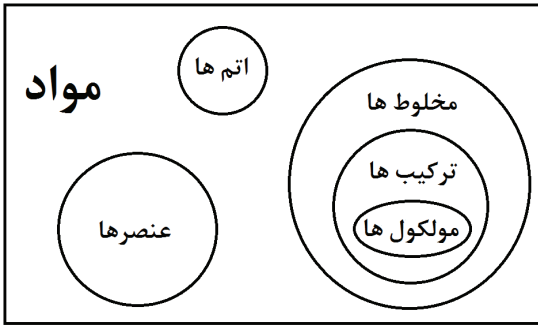 مواد
اتم ها
مخلوط ها
ترکیب ها
مولکول ها
عنصرها